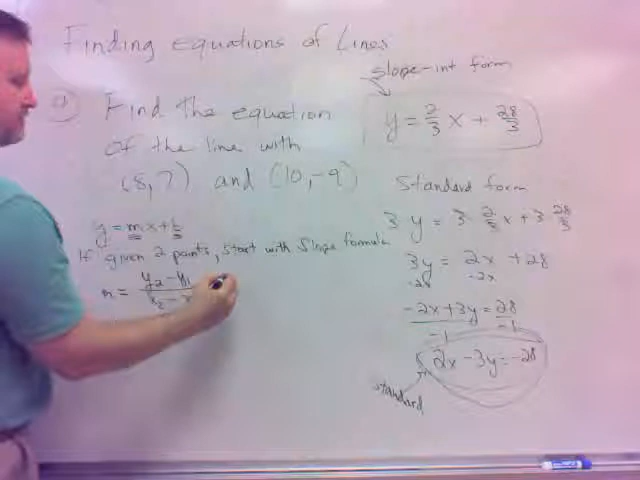 Finding equations of Lines
Find the equation
of the line with
(8,7) and (10,-9)
y = mx+b
If given 2 points, start with slope formula
m = y2 - y1
x2 - x
slope-int form
y = 2/3 x + 28/3
Standard form
3 y = 3 2/3 x + 3 28/3
3y = 2x + 28
-2x -2x
-2x + 3y = 28
-1 -1
2x - 3y = -28
standard